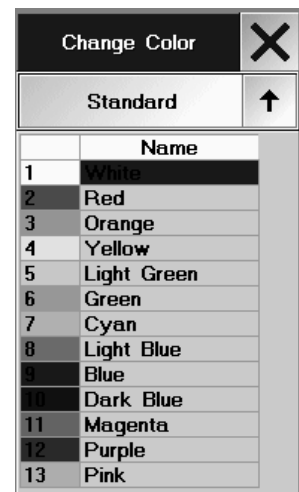 Change Color
Standard
Name
1 White
2 Red
3 Orange
4 Yellow
5 Light Green
6 Green
7 Cyan
8 Light Blue
9 Blue
10 Dark Blue
11 Magenta
12 Purple
13 Pink